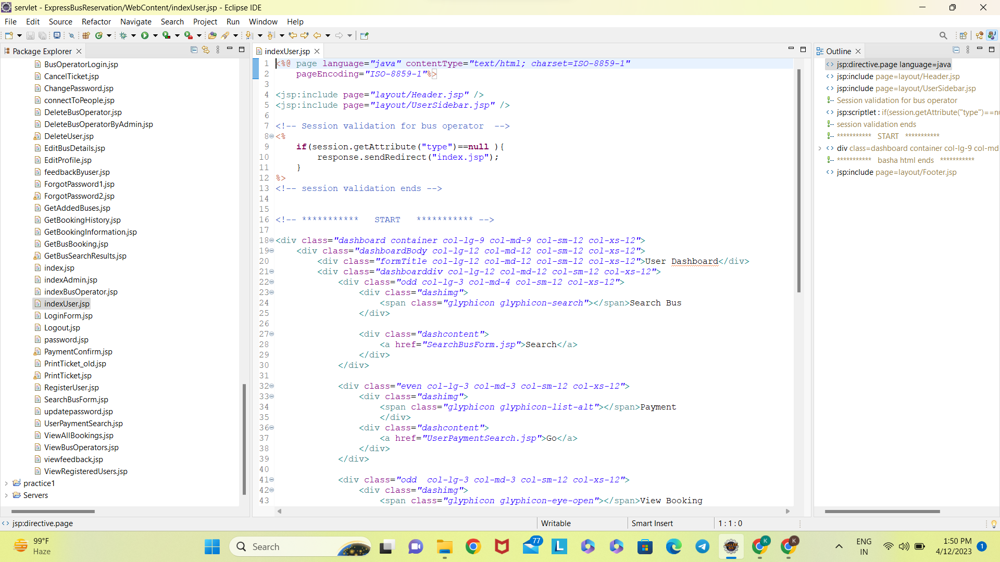 servlet - ExpressBusReservation/WebContent/indexUser.jsp - Eclipse IDE
File Edit Source Refactor Navigate Search Project Run Window Help
Package Explorer
BusOperatorLogin.jsp
CancelTicket.jsp
ChangePassword.jsp
connectToPeople.jsp
DeleteBusOperator.jsp
DeleteBusOperatorByAdmin.jsp
DeleteUser.jsp
EditBusDetails.jsp
EditProfile.jsp
feedbackByuser.jsp
ForgotPassword1.jsp
ForgotPassword2.jsp
GetAddedBuses.jsp
GetBookingHistory.jsp
GetBookingInformation.jsp
GetBusBooking.jsp
GetBusSearchResults.jsp
index.jsp
indexAdmin.jsp
indexBusOperator.jsp
indexUser.jsp
LoginForm.jsp
Logout.jsp
password.jsp
PaymentConfirm.jsp
PrintTicket_old.jsp
PrintTicket.jsp
RegisterUser.jsp
SearchBusForm.jsp
updatepassword.jsp
UserPaymentSearch.jsp
ViewAllBookings.jsp
ViewBusOperators.jsp
viewfeedback.jsp
ViewRegisteredUsers.jsp
practice1
Servers
indexUser.jsp
1 <%@ page language="java" contentType="text/html; charset=ISO-8859-1"
2     pageEncoding="ISO-8859-1"%>
3
4 <jsp:include page="layout/Header.jsp" />
5 <jsp:include page="layout/UserSidebar.jsp" />
6
7 <!-- Session validation for bus operator  -->
8 <%
9     if(session.getAttribute("type")==null ){
10         response.sendRedirect("index.jsp");
11     }
12 %>
13 <!-- session validation ends -->
14
15
16 <!-- ***********   START   *********** -->
17
18 <div class="dashboard container col-lg-9 col-md-9 col-sm-12 col-xs-12">
19     <div class="dashboardBody col-lg-12 col-md-12 col-sm-12 col-xs-12">
20         <div class="formTitle col-lg-12 col-md-12 col-sm-12 col-xs-12">User Dashboard</div>
21         <div class="dashboarddiv col-lg-12 col-md-12 col-sm-12 col-xs-12">
22             <div class="odd col-lg-3 col-md-4 col-sm-12 col-xs-12">
23                 <div class="dashimg">
24                     <span class="glyphicon glyphicon-search"></span>Search Bus
25                 </div>
26
27                 <div class="dashcontent">
28                     <a href="SearchBusForm.jsp">Search</a>
29                 </div>
30             </div>
31
32             <div class="even col-lg-3 col-md-3 col-sm-12 col-xs-12">
33                 <div class="dashimg">
34                     <span class="glyphicon glyphicon-list-alt"></span>Payment
35                     </div>
36                 <div class="dashcontent">
37                     <a href="UserPaymentSearch.jsp">Go</a>
38                 </div>
39             </div>
40
41             <div class="odd  col-lg-3 col-md-3 col-sm-12 col-xs-12">
42                 <div class="dashimg">
43                     <span class="glyphicon glyphicon-eye-open"></span>View Booking
Outline
jsp:directive.page language=java
jsp:include page=layout/Header.jsp
jsp:include page=layout/UserSidebar.jsp
Session validation for bus operator
jsp:scriptlet : if(session.getAttribute("type")==nu
session validation ends
*********** START ***********
div class=dashboard container col-lg-9 col-md
*********** basha html ends ***********
jsp:include page=layout/Footer.jsp
jsp:directive.page Writable Smart Insert 1 : 1 : 0
99°F
Haze
Search
77
L
K
K
ENG
IN
1:50 PM
4/12/2023
1